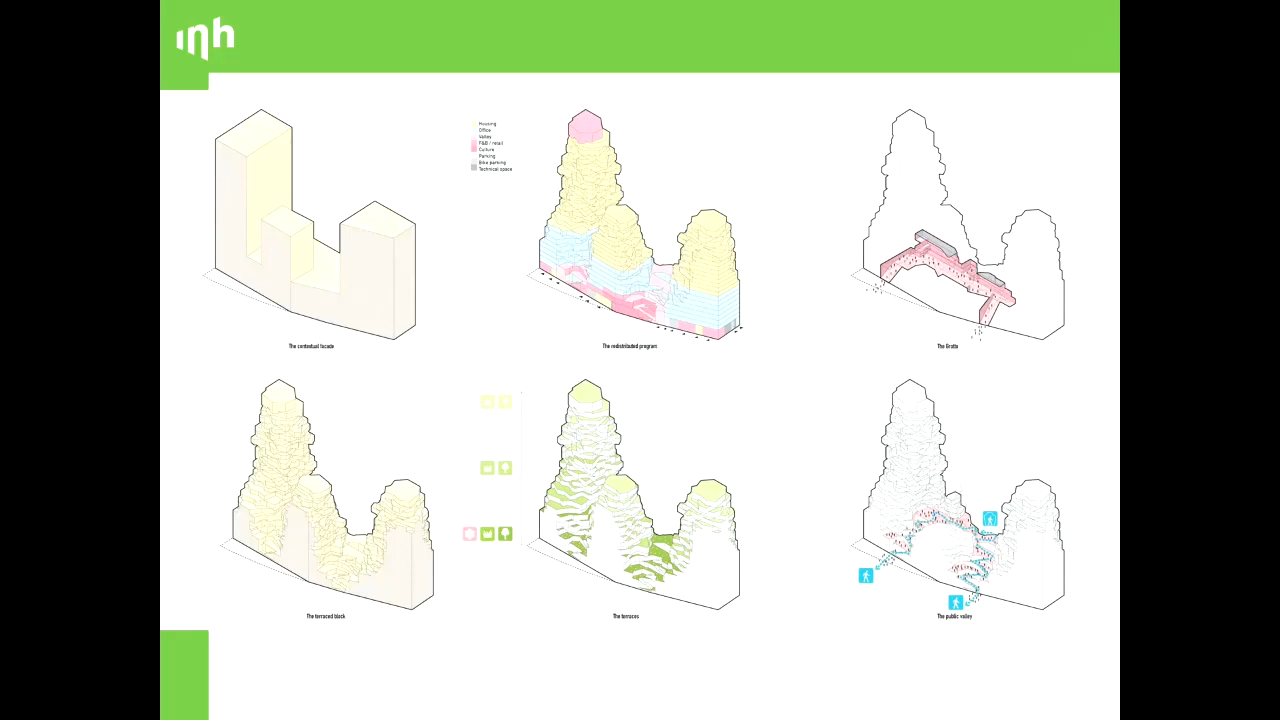 INH
Housing
Office
Valley
F&B / retail
Culture
Parking
Bike parking
Technical space
The contextual facade
The redistributed program
The Grotto
The terraced block
The terraces
The public valley